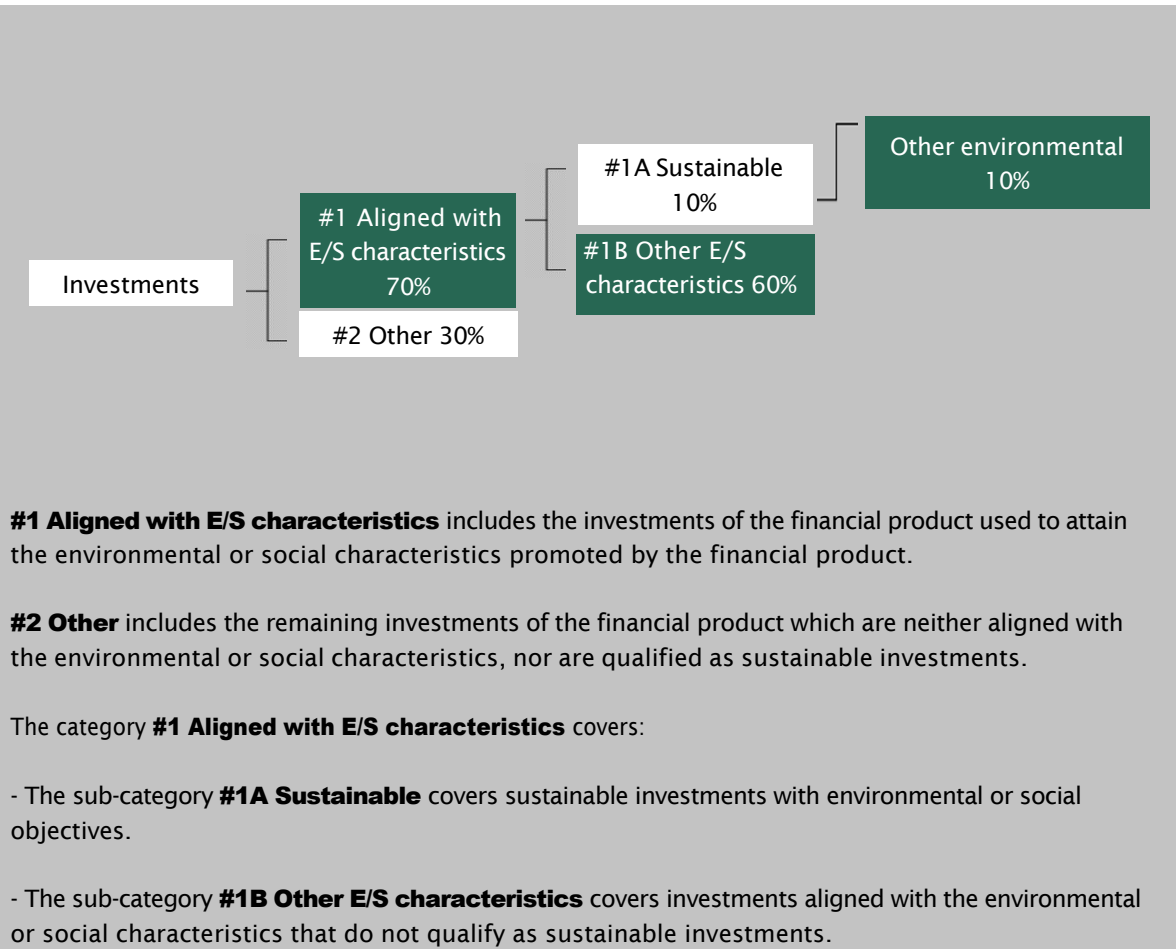 Other environmental
10%
#1A Sustainable
10%
#1 Aligned with
E/S characteristics
70%
#1B Other E/S
characteristics 60%
Investments
#2 Other 30%
#1 Aligned with E/S characteristics includes the investments of the financial product used to attain
the environmental or social characteristics promoted by the financial product.
#2 Other includes the remaining investments of the financial product which are neither aligned with
the environmental or social characteristics, nor are qualified as sustainable investments.
The category #1 Aligned with E/S characteristics covers:
- The sub-category #1A Sustainable covers sustainable investments with environmental or social
objectives.
- The sub-category #1B Other E/S characteristics covers investments aligned with the environmental
or social characteristics that do not qualify as sustainable investments.